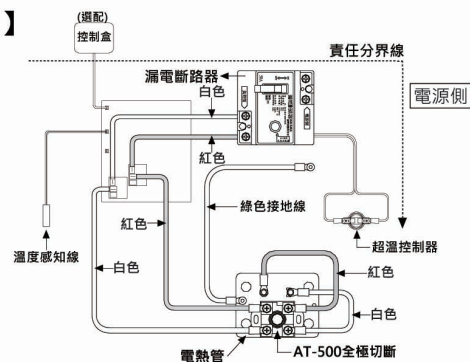 】
(選配)
控制盒
責任分界線
漏電斷路器
電源側
白色
紅色
綠色接地線
紅色
超溫控制器
溫度感知線
白色
紅色
白色
電熱管
AT-500全極切斷